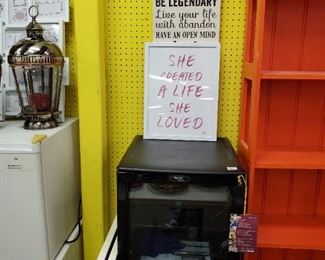 BE LEGENDARY
Live your life
with abandon
HAVE AN OPEN MIND
SHE
CREATED
A LIFE
SHE
LOVED